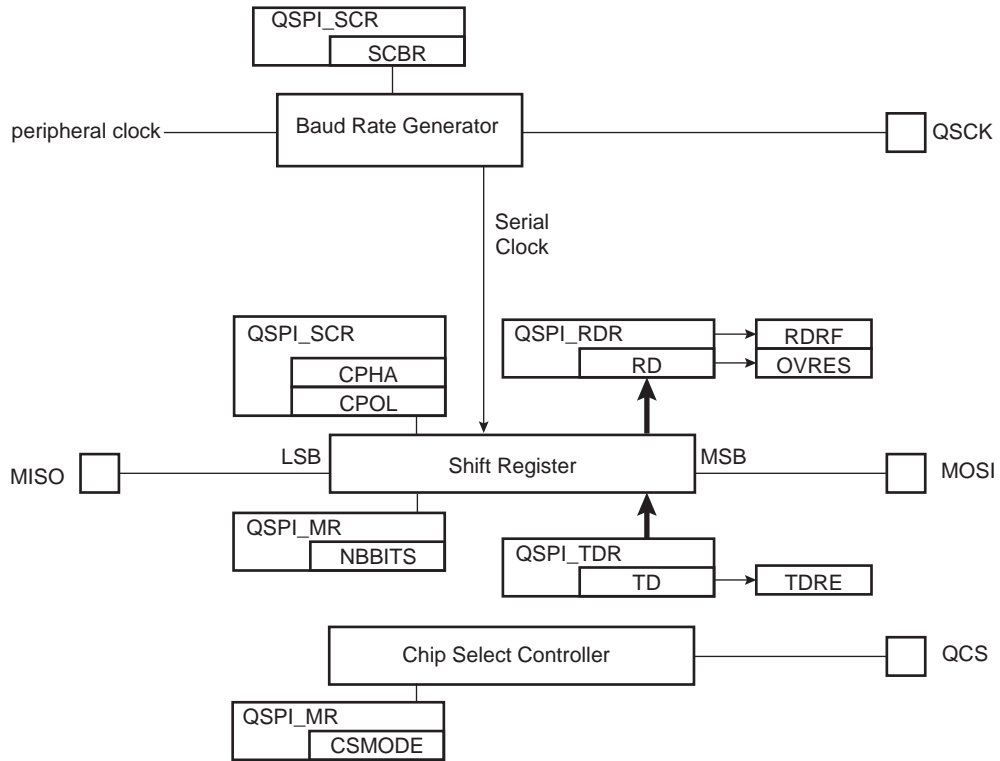 QSPI_SCR
SCBR
peripheral clock
Baud Rate Generator
QSCK
Serial
Clock
QSPI_SCR
CPHA
CPOL
QSPI_RDR
RD
RDRF
OVRES
MISO
LSB
Shift Register
MSB
MOSI
QSPI_MR
NBBITS
QSPI_TDR
TD
TDRE
Chip Select Controller
QCS
QSPI_MR
CSMODE